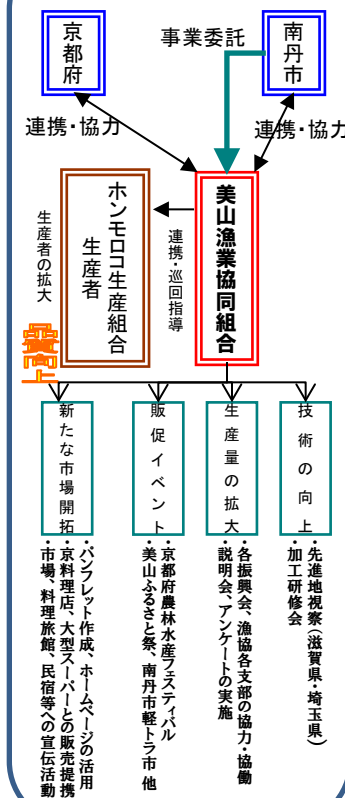 京都府
事業委託
南丹市
連携・協力
連携・協力
美山漁業協同組合
連携・巡回指導
ホンモロコ生産組合
生産者
生産者の拡大
品質向上
技術の向上
・先進地視察（滋賀県・埼玉県）
・加工研修会
生産量の拡大
・各振興会、漁協各支部の協力・協働
・説明会、アンケートの実施
販促イベント
・京都府農林水産フェスティバル
・美山ふるさと祭、南丹市軽トラ市 他
新たな市場開拓
・パンフレット作成、ホームページの活用
・京料理店、大型スーパーとの販売提携
・市場、料理旅館、民宿等への宣伝活動